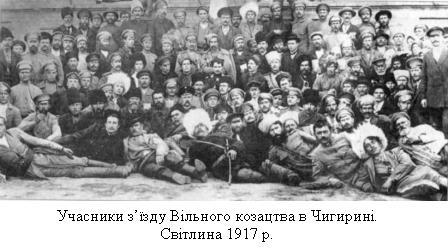 Учасники з’їзду Вільного козацтва в Чигирині.
Світлина 1917 р.